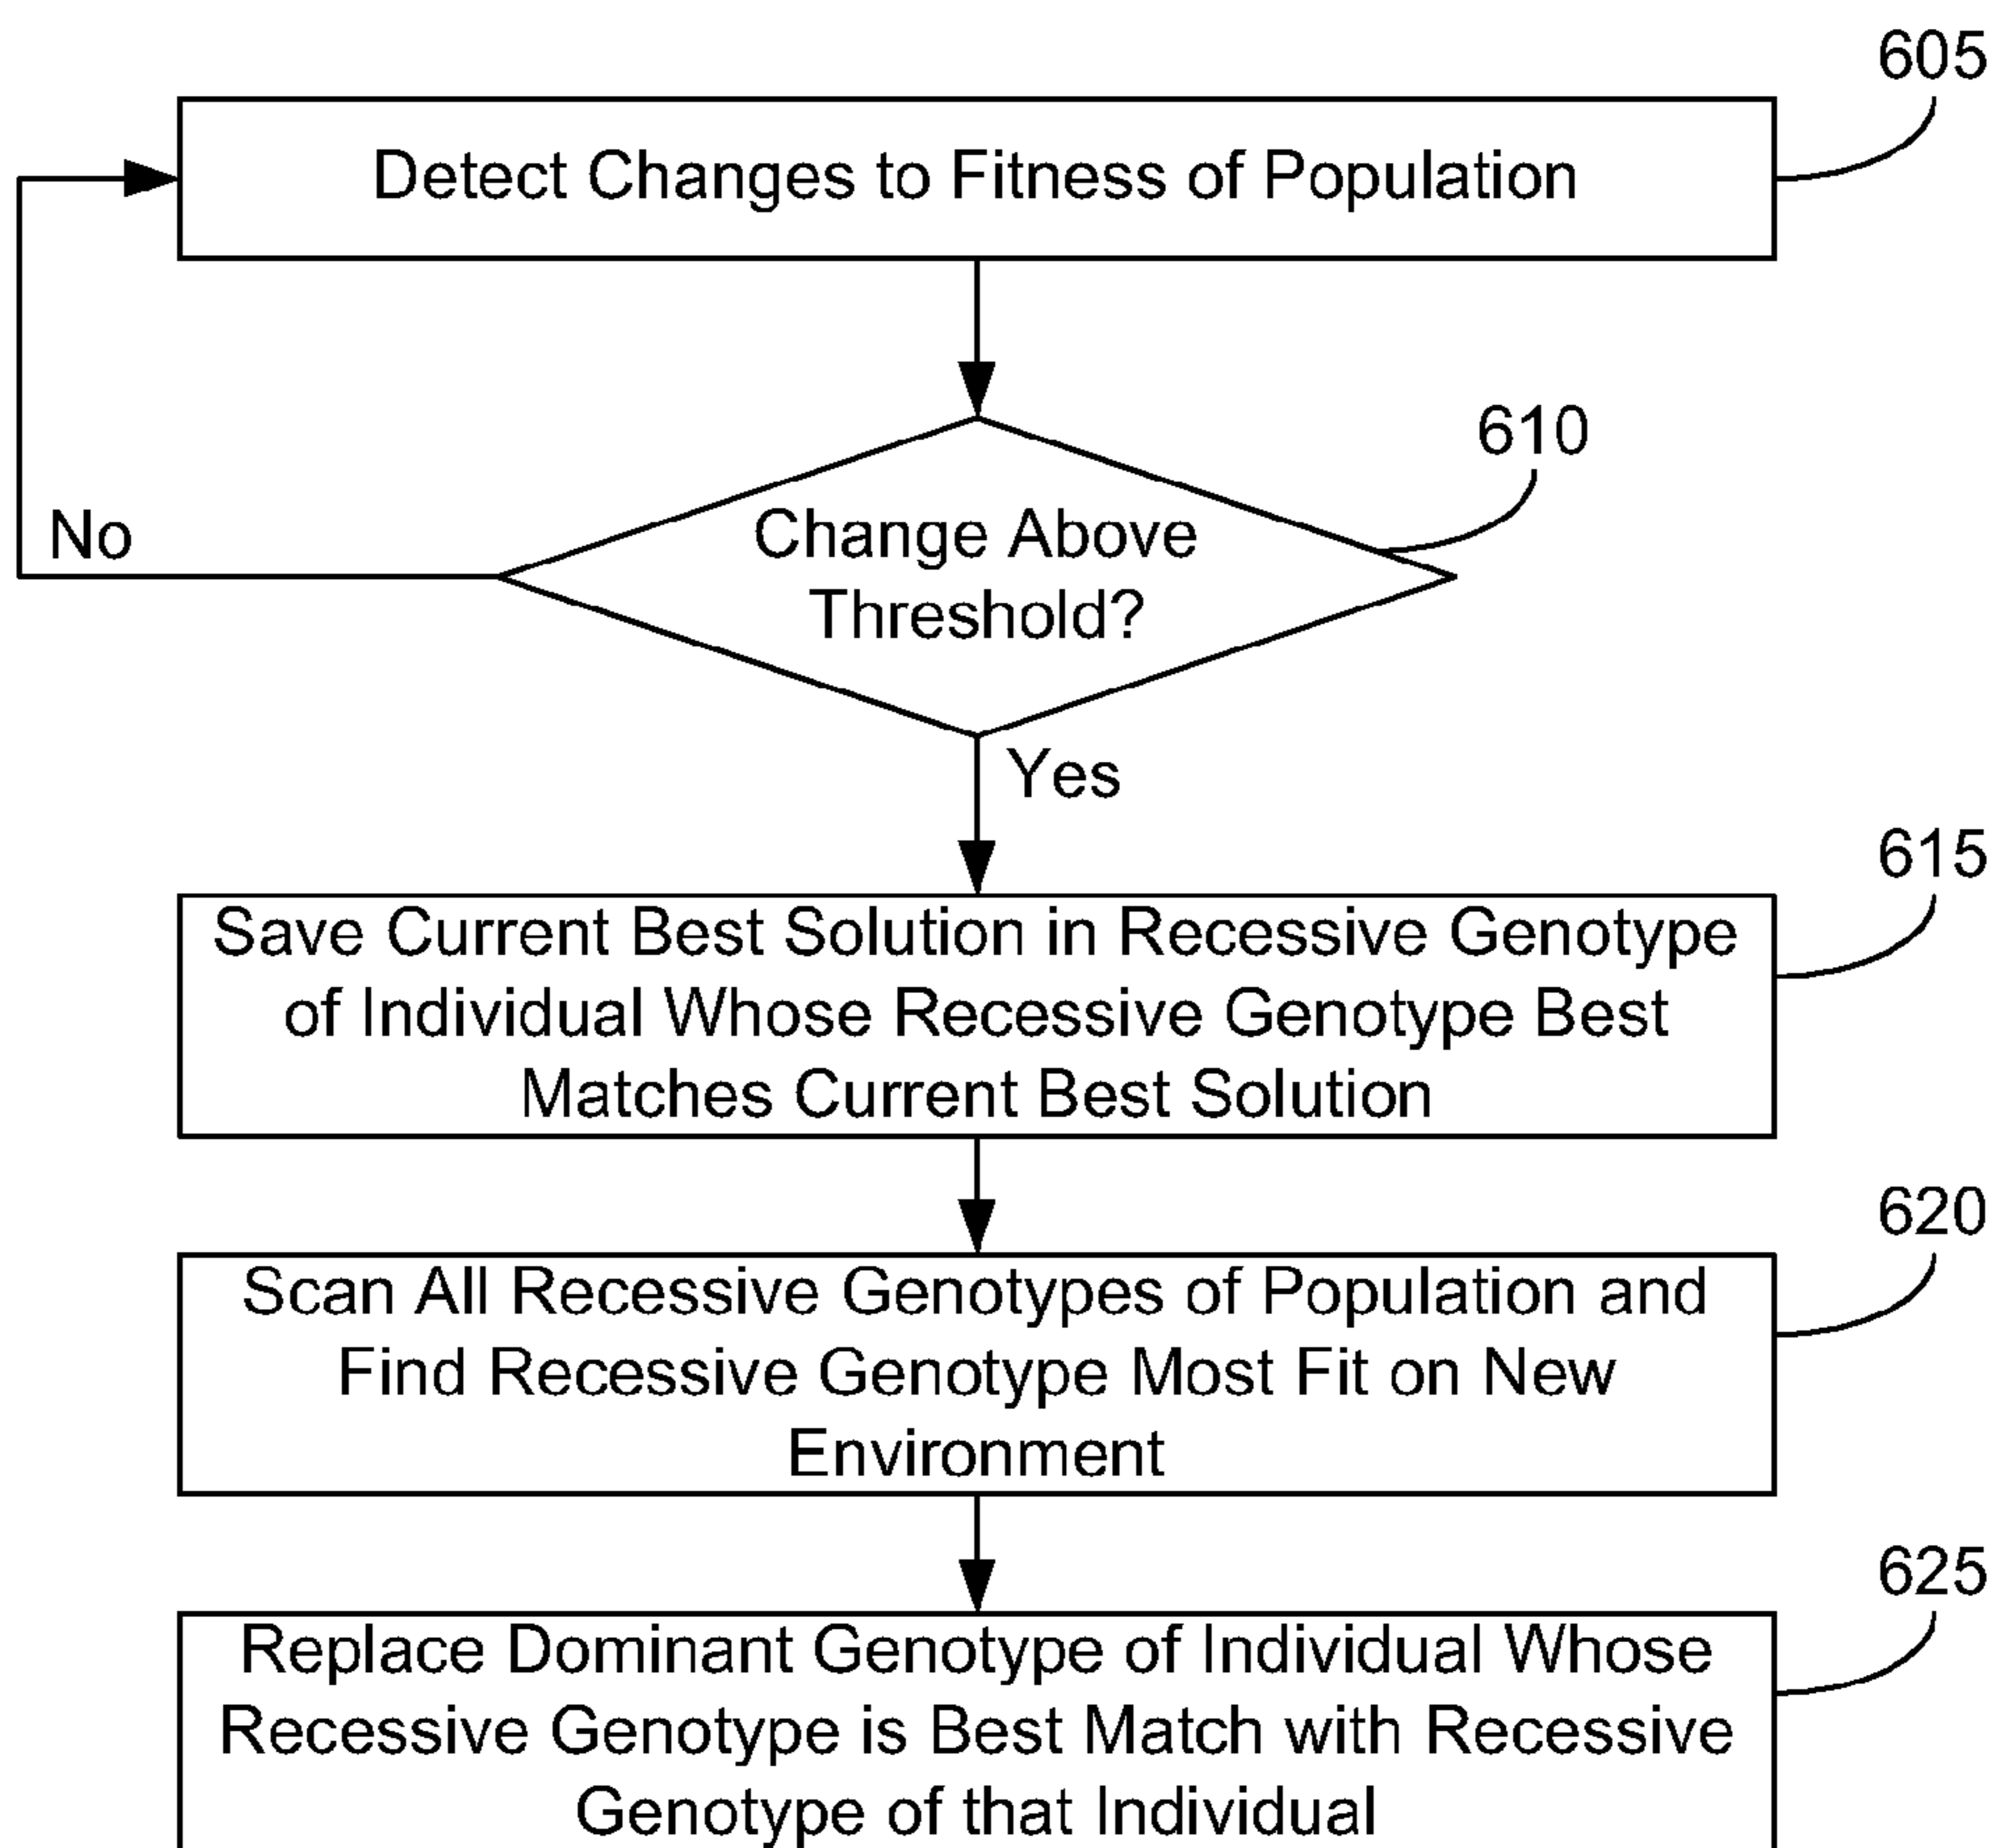 605
Detect Changes to Fitness of Population
610
Change Above
Threshold?
No
Yes
615
Save Current Best Solution in Recessive Genotype
of Individual Whose Recessive Genotype Best
Matches Current Best Solution
620
Scan All Recessive Genotypes of Population and
Find Recessive Genotype Most Fit on New
Environment
625
Replace Dominant Genotype of Individual Whose
Recessive Genotype is Best Match with Recessive
Genotype of that Individual